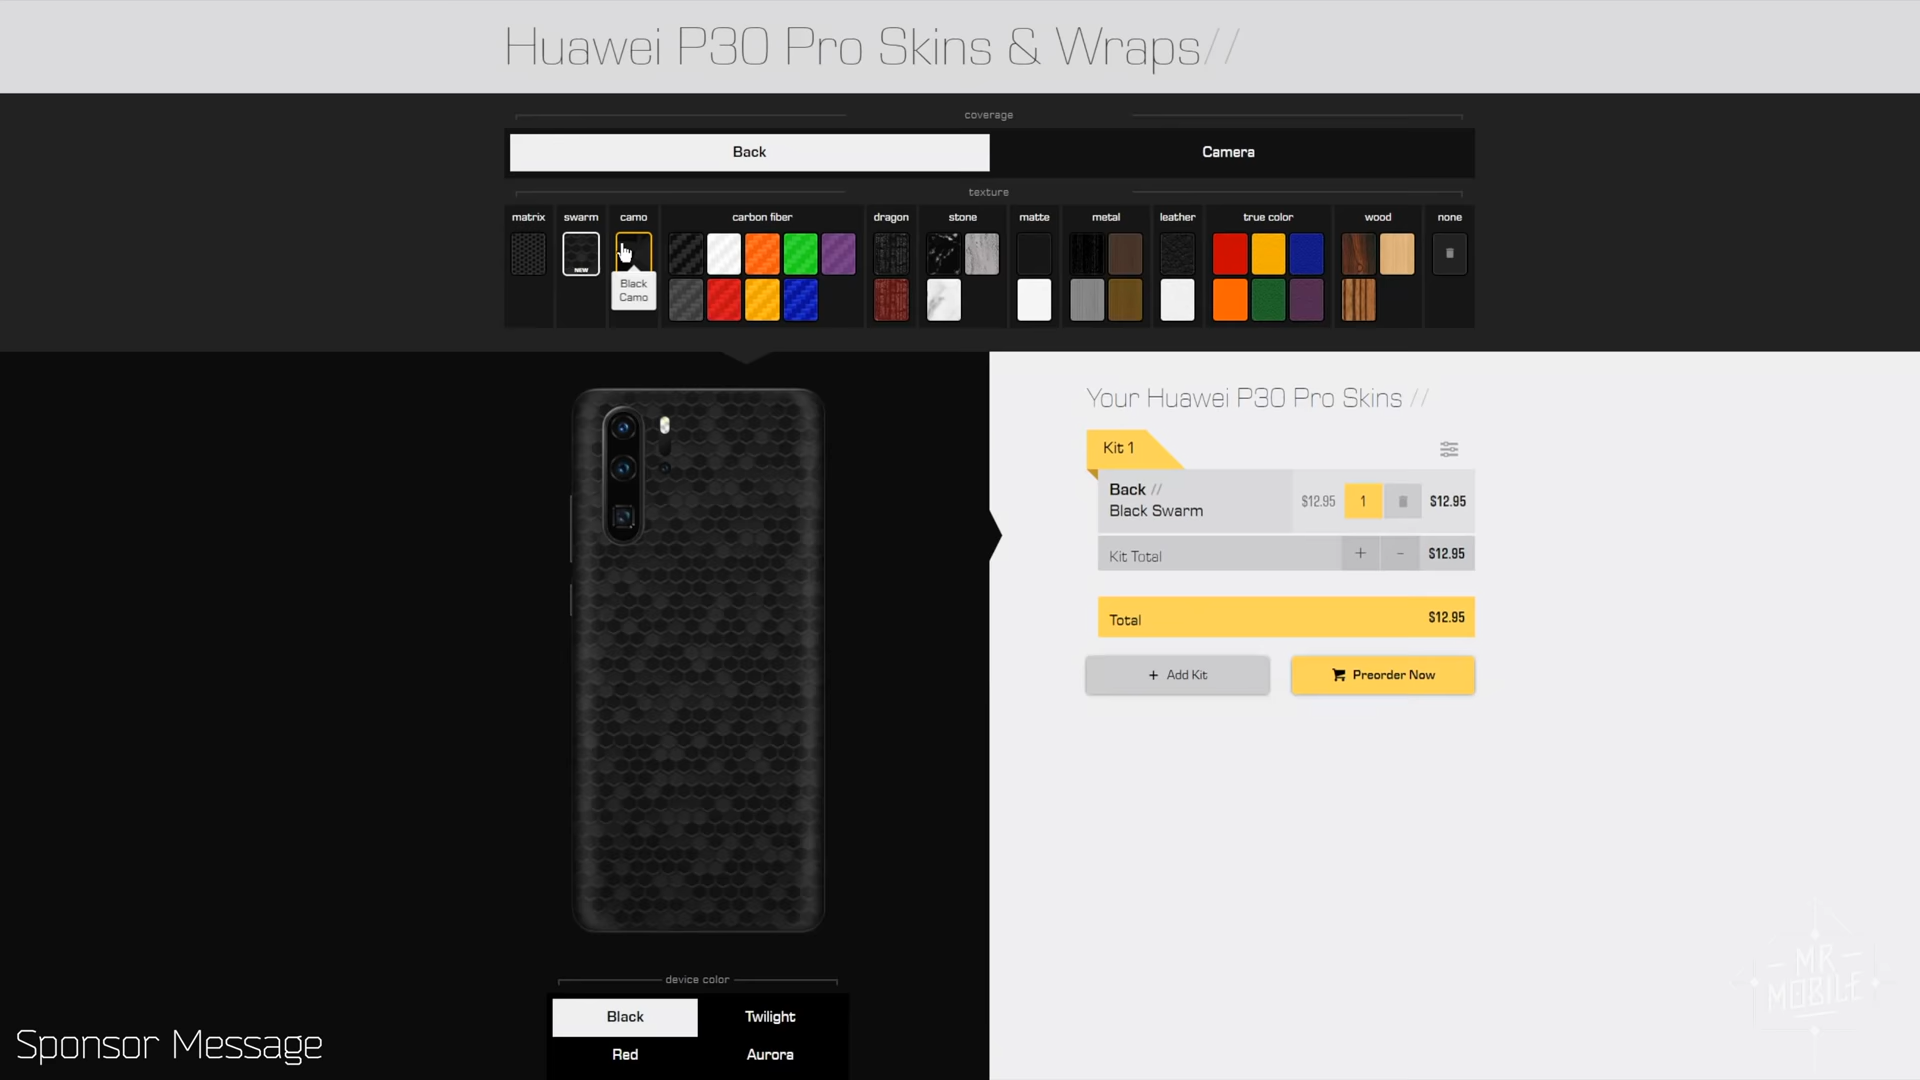 Huawei P30 Pro Skins & Wraps//
coverage
Back
Camera
texture
matrix
swarm
camo
carbon fiber
dragon
stone
matte
metal
leather
true color
wood
none
NEW
Black
Camo
Your Huawei P30 Pro Skins //
Kit 1
Back // $12.95 1 $12.95
Black Swarm
Kit Total + - $12.95
Total $12.95
+ Add Kit
Preorder Now
device color
Black
Twilight
Red
Aurora
Sponsor Message
MR
MOBILE